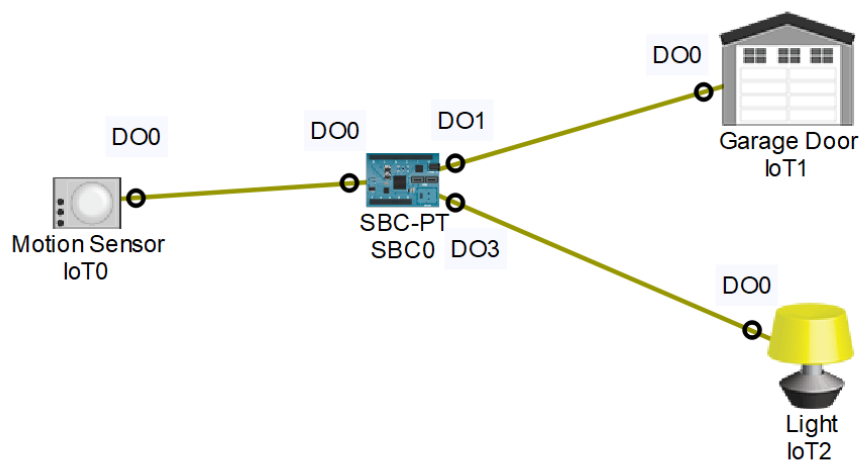 DO0
Garage Door
IoT1
DO0
DO0
DO1
Motion Sensor
IoT0
SBC-PT
SBC0
DO3
DO0
Light
IoT2